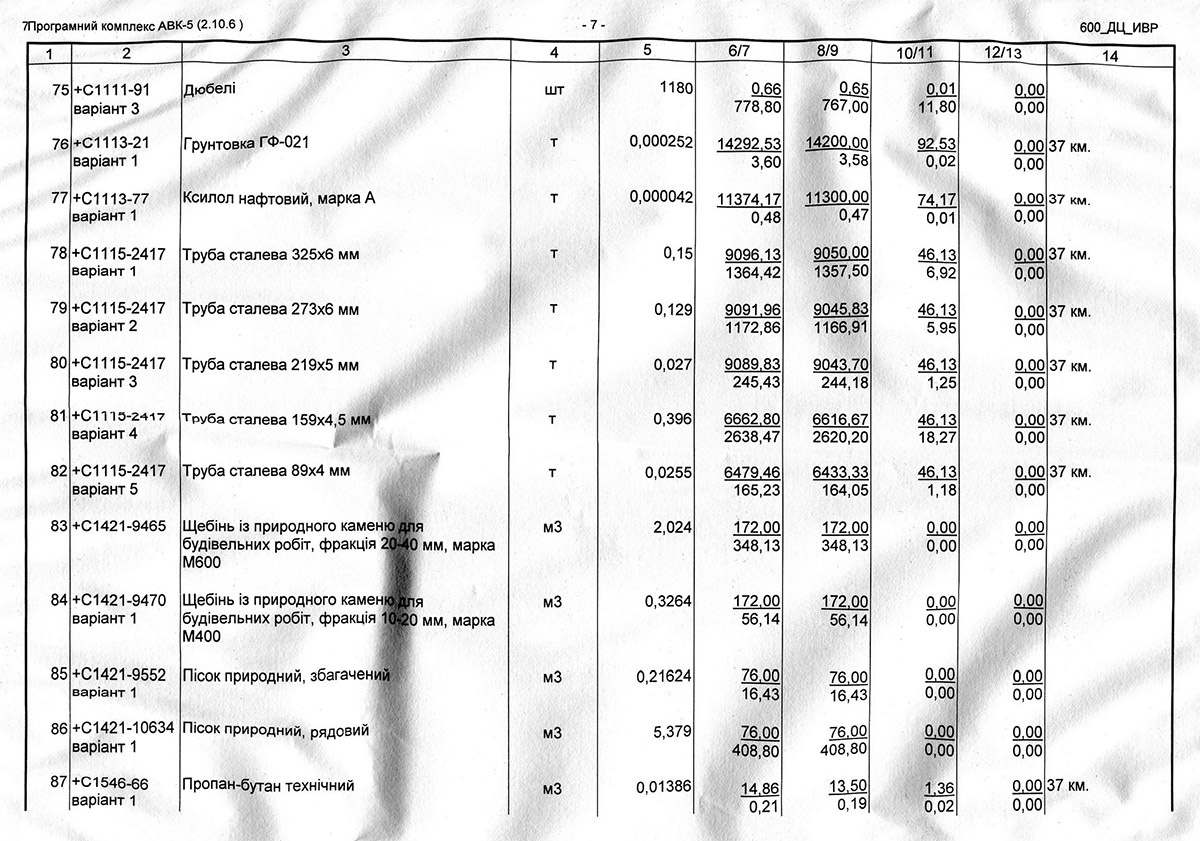 7Програмний комплекс АВК-5 (2.10.6 ) - 7 - 600_ДЦ_ИВР
1 2 3 4 5 6/7 8/9 10/11 12/13 14
75 +С1111-91 Дюбелі шт 1180 0,66 0,65 0,01 0,00
варіант 3 778,80 767,00 11,80 0,00
76 +С1113-21 Грунтовка ГФ-021 т 0,000252 14292,53 14200,00 92,53 0,00 37 км.
варіант 1 3,60 3,58 0,02 0,00
77 +С1113-77 Ксилол нафтовий, марка А т 0,000042 11374,17 11300,00 74,17 0,00 37 км.
варіант 1 0,48 0,47 0,01 0,00
78 +С1115-2417 Труба сталева 325х6 мм т 0,15 9096,13 9050,00 46,13 0,00 37 км.
варіант 1 1364,42 1357,50 6,92 0,00
79 +С1115-2417 Труба сталева 273х6 мм т 0,129 9091,96 9045,83 46,13 0,00 37 км.
варіант 2 1172,86 1166,91 5,95 0,00
80 +С1115-2417 Труба сталева 219х5 мм т 0,027 9089,83 9043,70 46,13 0,00 37 км.
варіант 3 245,43 244,18 1,25 0,00
81 +С1115-2417 Труба сталева 159х4,5 мм т 0,396 6662,80 6616,67 46,13 0,00 37 км.
варіант 4 2638,47 2620,20 18,27 0,00
82 +С1115-2417 Труба сталева 89х4 мм т 0,0255 6479,46 6433,33 46,13 0,00 37 км.
варіант 5 165,23 164,05 1,18 0,00
83 +С1421-9465 Щебінь із природного каменю для м3 2,024 172,00 172,00 0,00 0,00
будівельних робіт, фракція 20-40 мм, марка 348,13 348,13 0,00 0,00
М600
84 +С1421-9470 Щебінь із природного каменю для м3 0,3264 172,00 172,00 0,00 0,00
варіант 1 будівельних робіт, фракція 10-20 мм, марка 56,14 56,14 0,00 0,00
М400
85 +С1421-9552 Пісок природний, збагачений м3 0,21624 76,00 76,00 0,00 0,00
варіант 1 16,43 16,43 0,00 0,00
86 +С1421-10634 Пісок природний, рядовий м3 5,379 76,00 76,00 0,00 0,00
варіант 1 408,80 408,80 0,00 0,00
87 +С1546-66 Пропан-бутан технічний м3 0,01386 14,86 13,50 1,36 0,00 37 км.
варіант 1 0,21 0,19 0,02 0,00